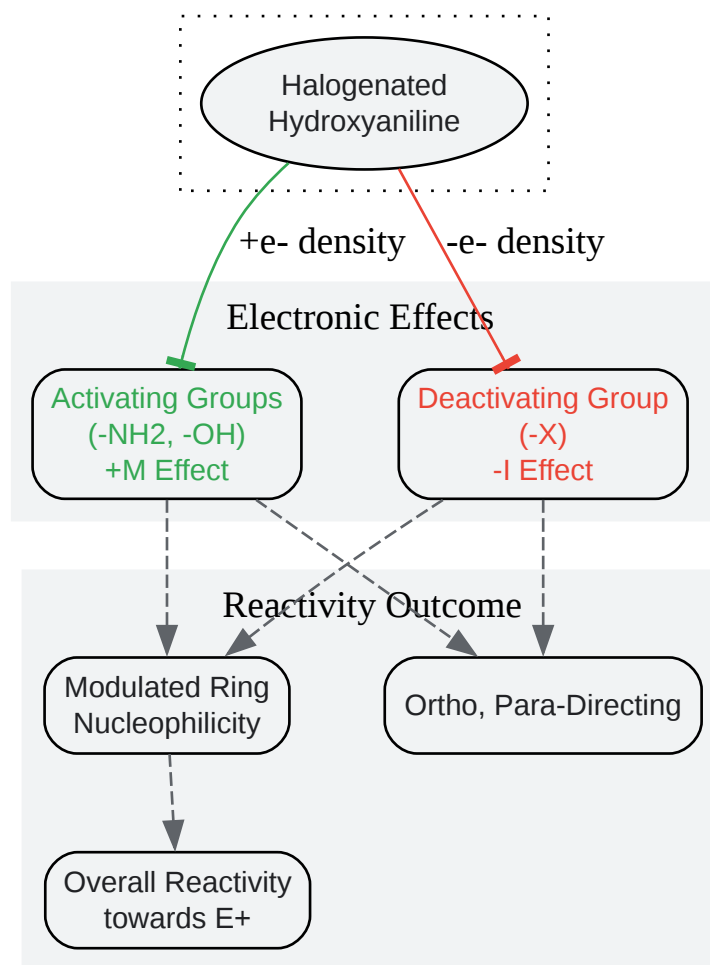 Halogenated
Hydroxyaniline
+e- density
-e- density
Electronic Effects
Activating Groups
(-NH2, -OH)
+M Effect
Deactivating Group
(-X)
-I Effect
Reactivity Outcome
Modulated Ring
Nucleophilicity
Ortho, Para-Directing
Overall Reactivity
towards E+